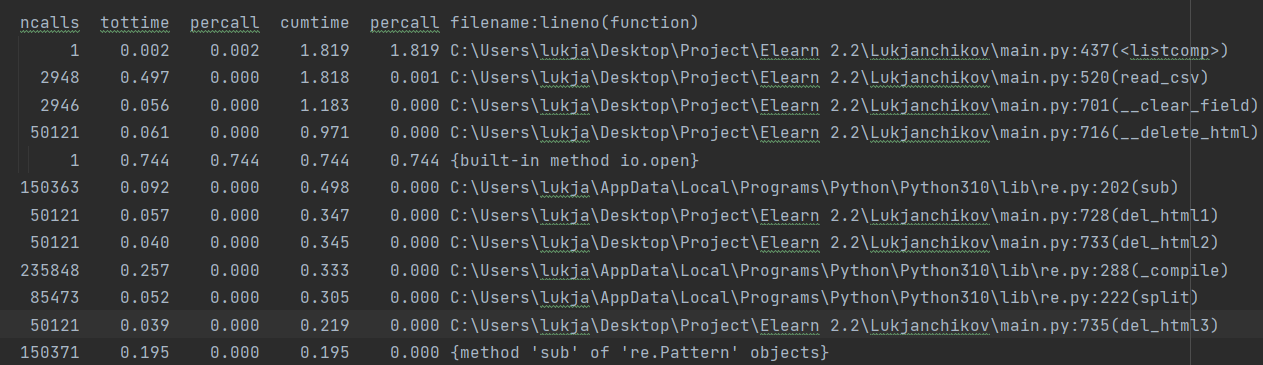 ncalls tottime percall cumtime percall filename:lineno(function)
1 0.002 0.002 1.819 1.819 C:\Users\lukja\Desktop\Project\Elearn 2.2\Lukjanchikov\main.py:437(<listcomp>)
2948 0.497 0.000 1.818 0.001 C:\Users\lukja\Desktop\Project\Elearn 2.2\Lukjanchikov\main.py:520(read_csv)
2946 0.056 0.000 1.183 0.000 C:\Users\lukja\Desktop\Project\Elearn 2.2\Lukjanchikov\main.py:701(__clear_field)
50121 0.061 0.000 0.971 0.000 C:\Users\lukja\Desktop\Project\Elearn 2.2\Lukjanchikov\main.py:716(__delete_html)
1 0.744 0.744 0.744 0.744 {built-in method io.open}
150363 0.092 0.000 0.498 0.000 C:\Users\lukja\AppData\Local\Programs\Python\Python310\lib\re.py:202(sub)
50121 0.057 0.000 0.347 0.000 C:\Users\lukja\Desktop\Project\Elearn 2.2\Lukjanchikov\main.py:728(del_html1)
50121 0.040 0.000 0.345 0.000 C:\Users\lukja\Desktop\Project\Elearn 2.2\Lukjanchikov\main.py:733(del_html2)
235848 0.257 0.000 0.333 0.000 C:\Users\lukja\AppData\Local\Programs\Python\Python310\lib\re.py:288(_compile)
85473 0.052 0.000 0.305 0.000 C:\Users\lukja\AppData\Local\Programs\Python\Python310\lib\re.py:222(split)
50121 0.039 0.000 0.219 0.000 C:\Users\lukja\Desktop\Project\Elearn 2.2\Lukjanchikov\main.py:735(del_html3)
150371 0.195 0.000 0.195 0.000 {method 'sub' of 're.Pattern' objects}